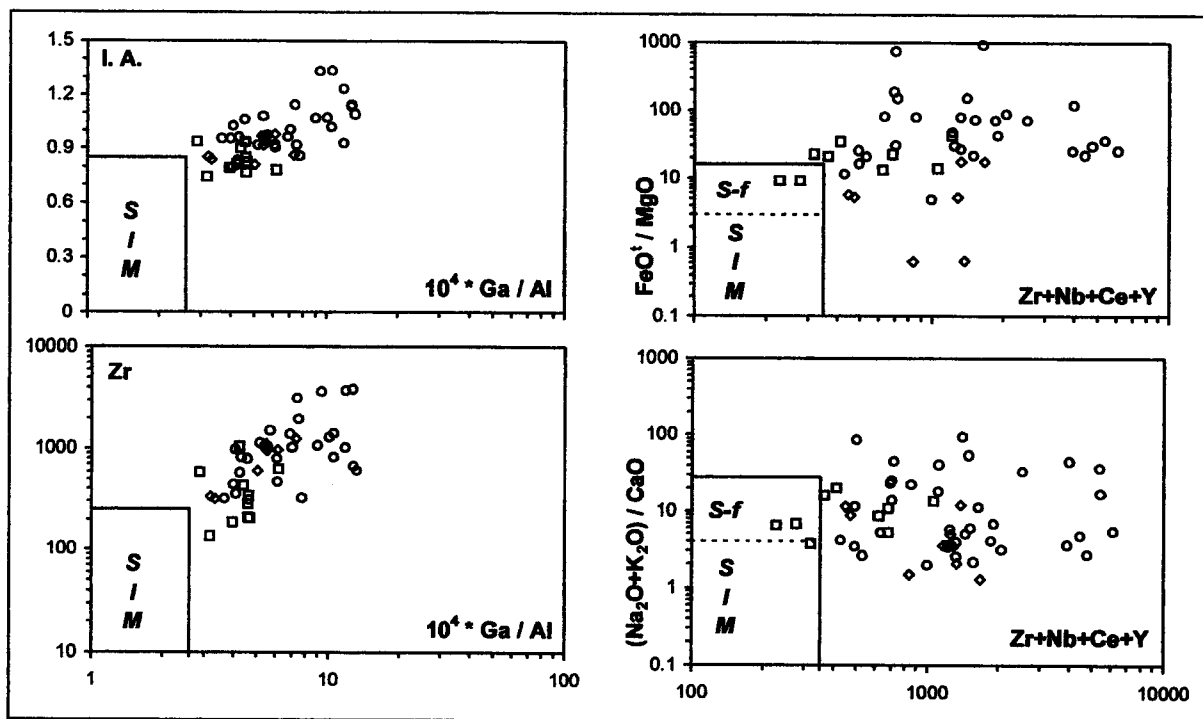 1.5
I. A.
1.2
0.9
0.6
0.3
0
S
I
M
10⁴ * Ga / Al
1000
100
10
1
0.1
FeOᵗ / MgO
S-f
S
I
M
Zr+Nb+Ce+Y
10000
Zr
1000
100
10
S
I
M
10⁴ * Ga / Al
1
10
100
1000
100
10
1
0.1
(Na₂O+K₂O) / CaO
S-f
S
I
M
Zr+Nb+Ce+Y
100
1000
10000